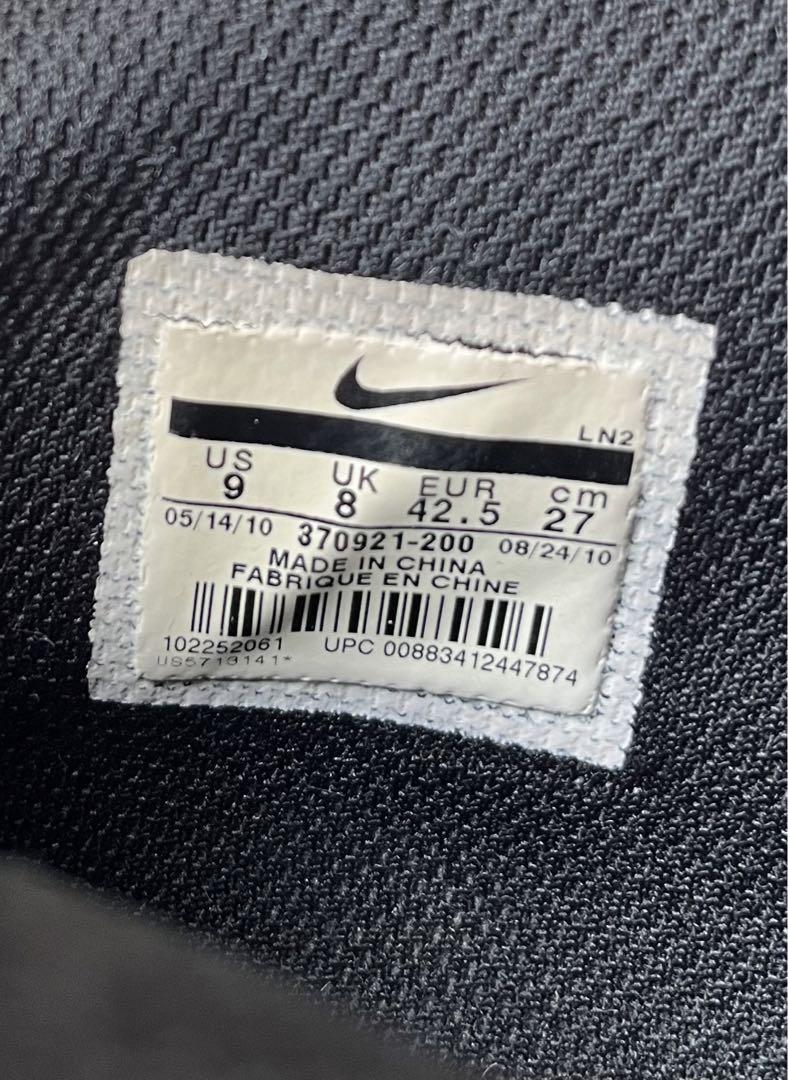 LN2
US UK EUR cm
9 8 42.5 27
05/14/10 370921-200 08/24/10
MADE IN CHINA
FABRIQUE EN CHINE
102252061 UPC 00883412447874
US5713141*